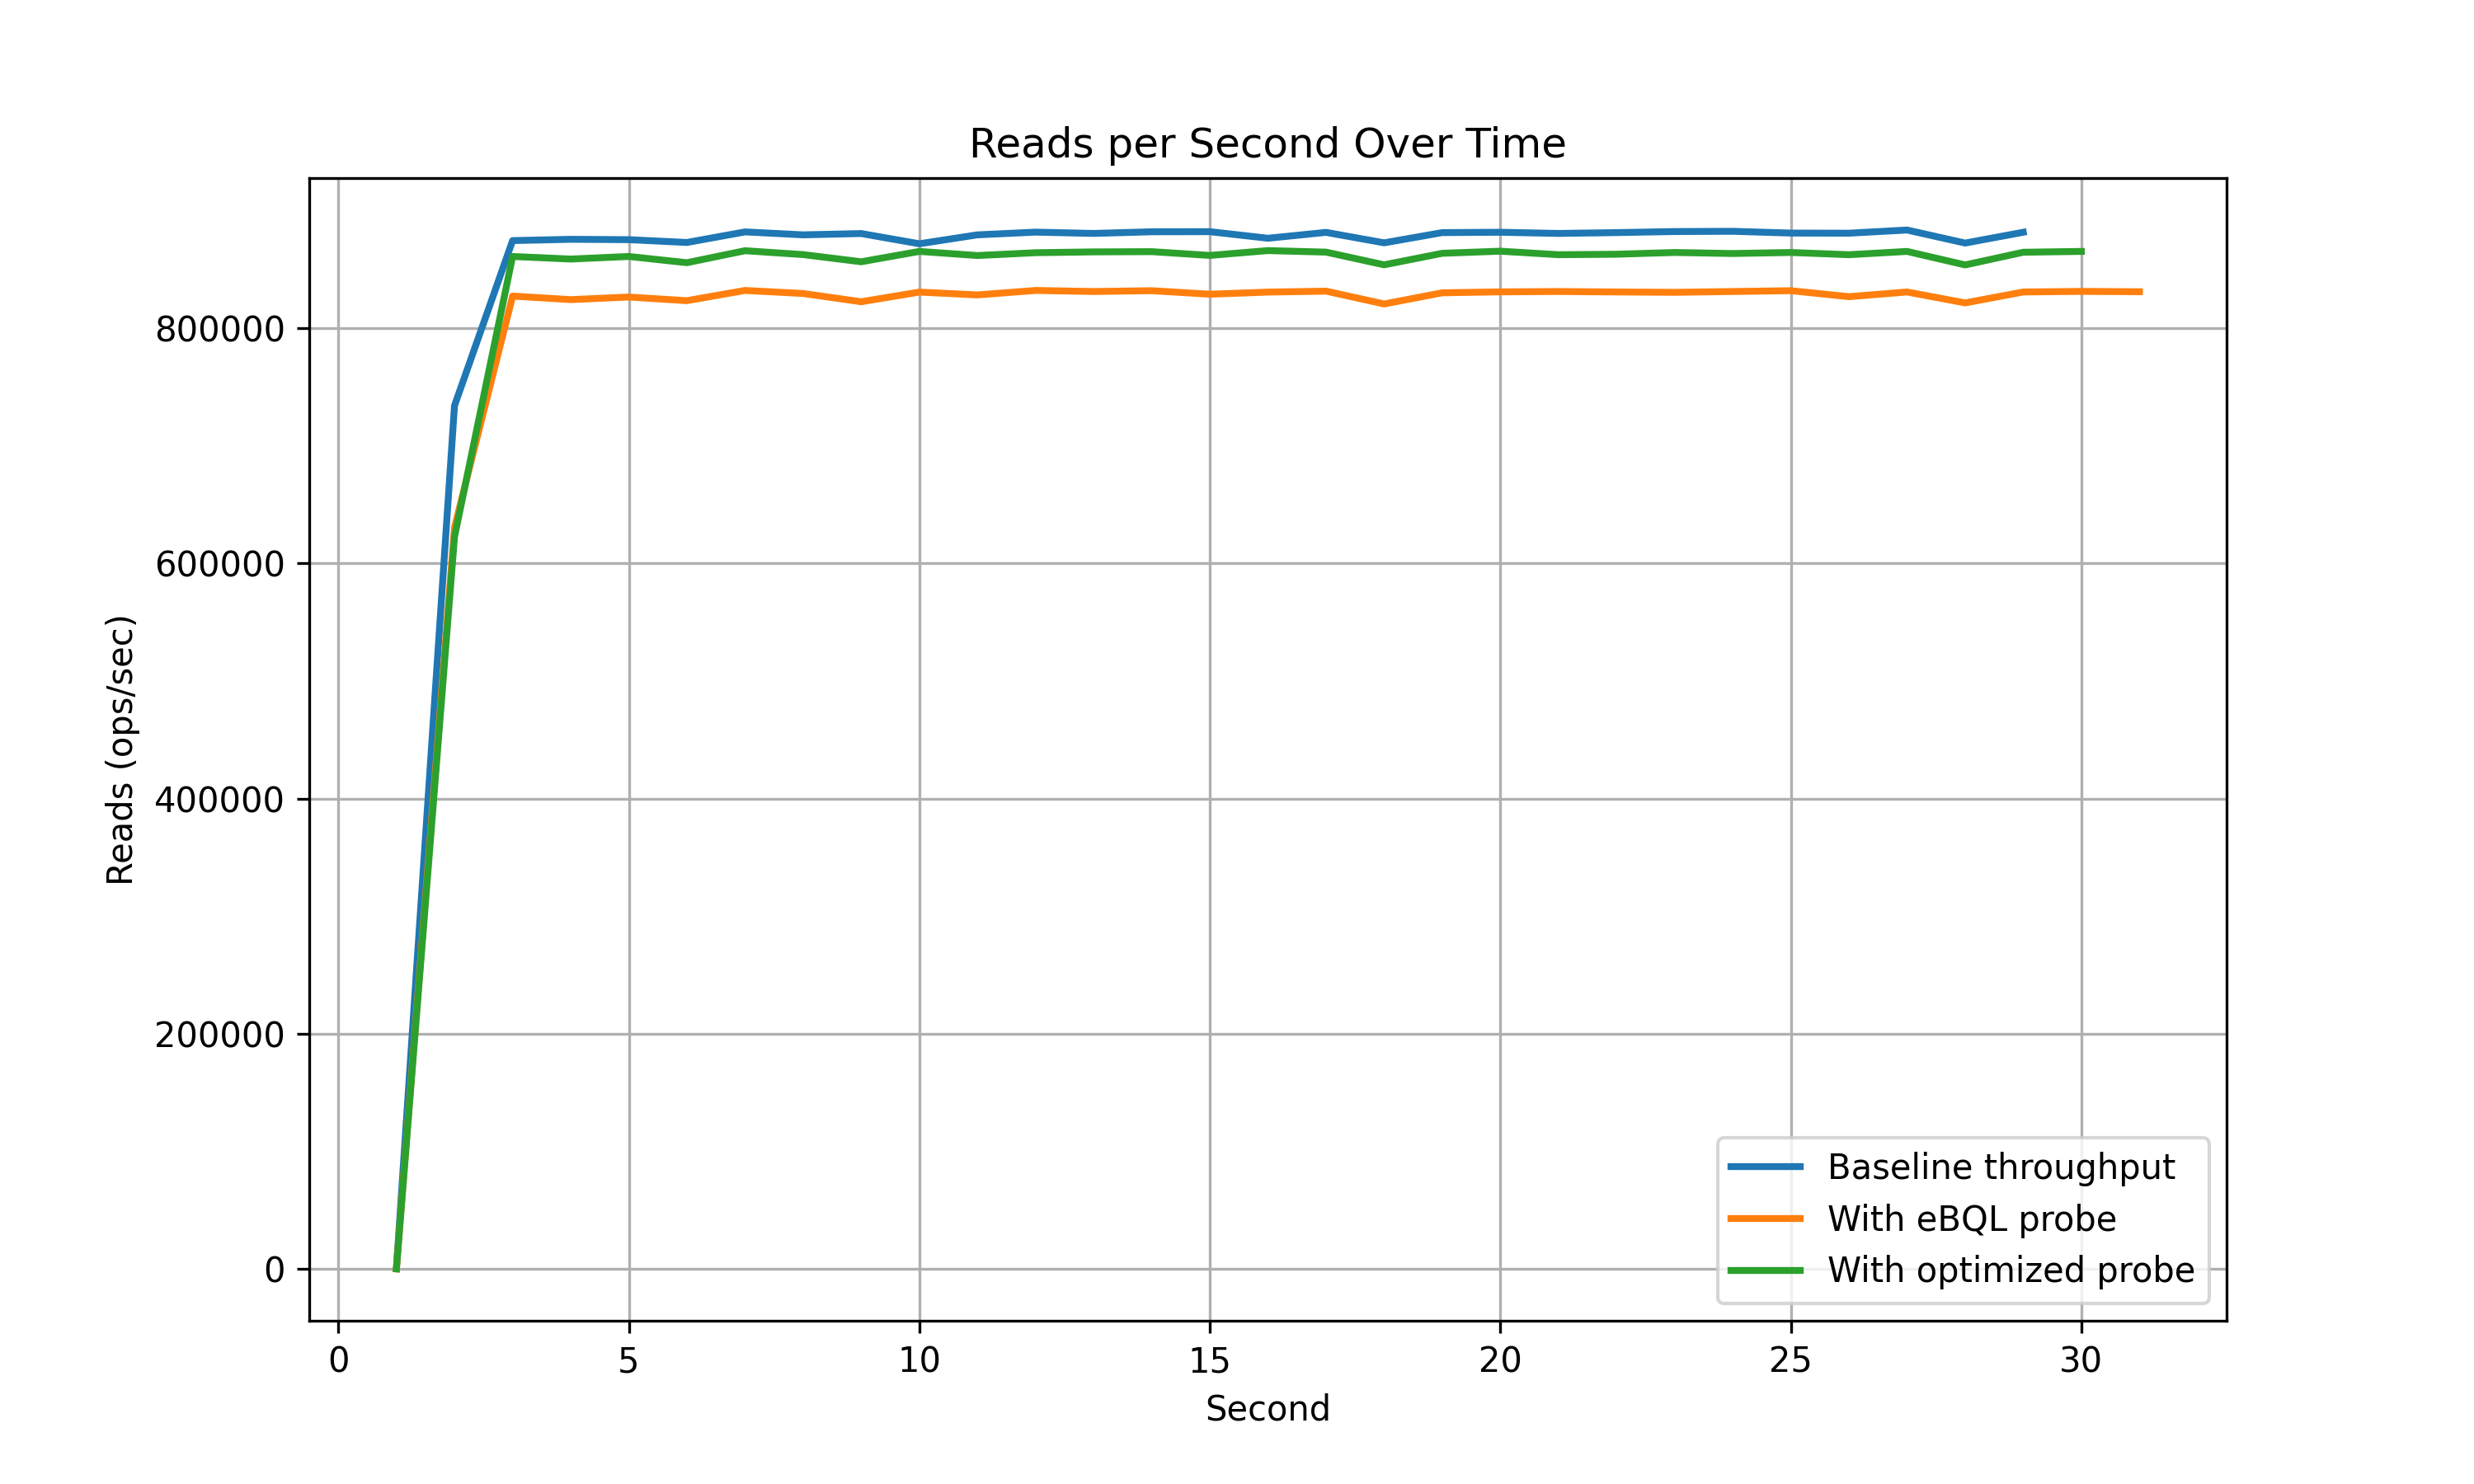 Reads per Second Over Time
Reads (ops/sec)
800000
600000
400000
200000
0
0 5 10 15 20 25 30
Second
Baseline throughput
With eBQL probe
With optimized probe